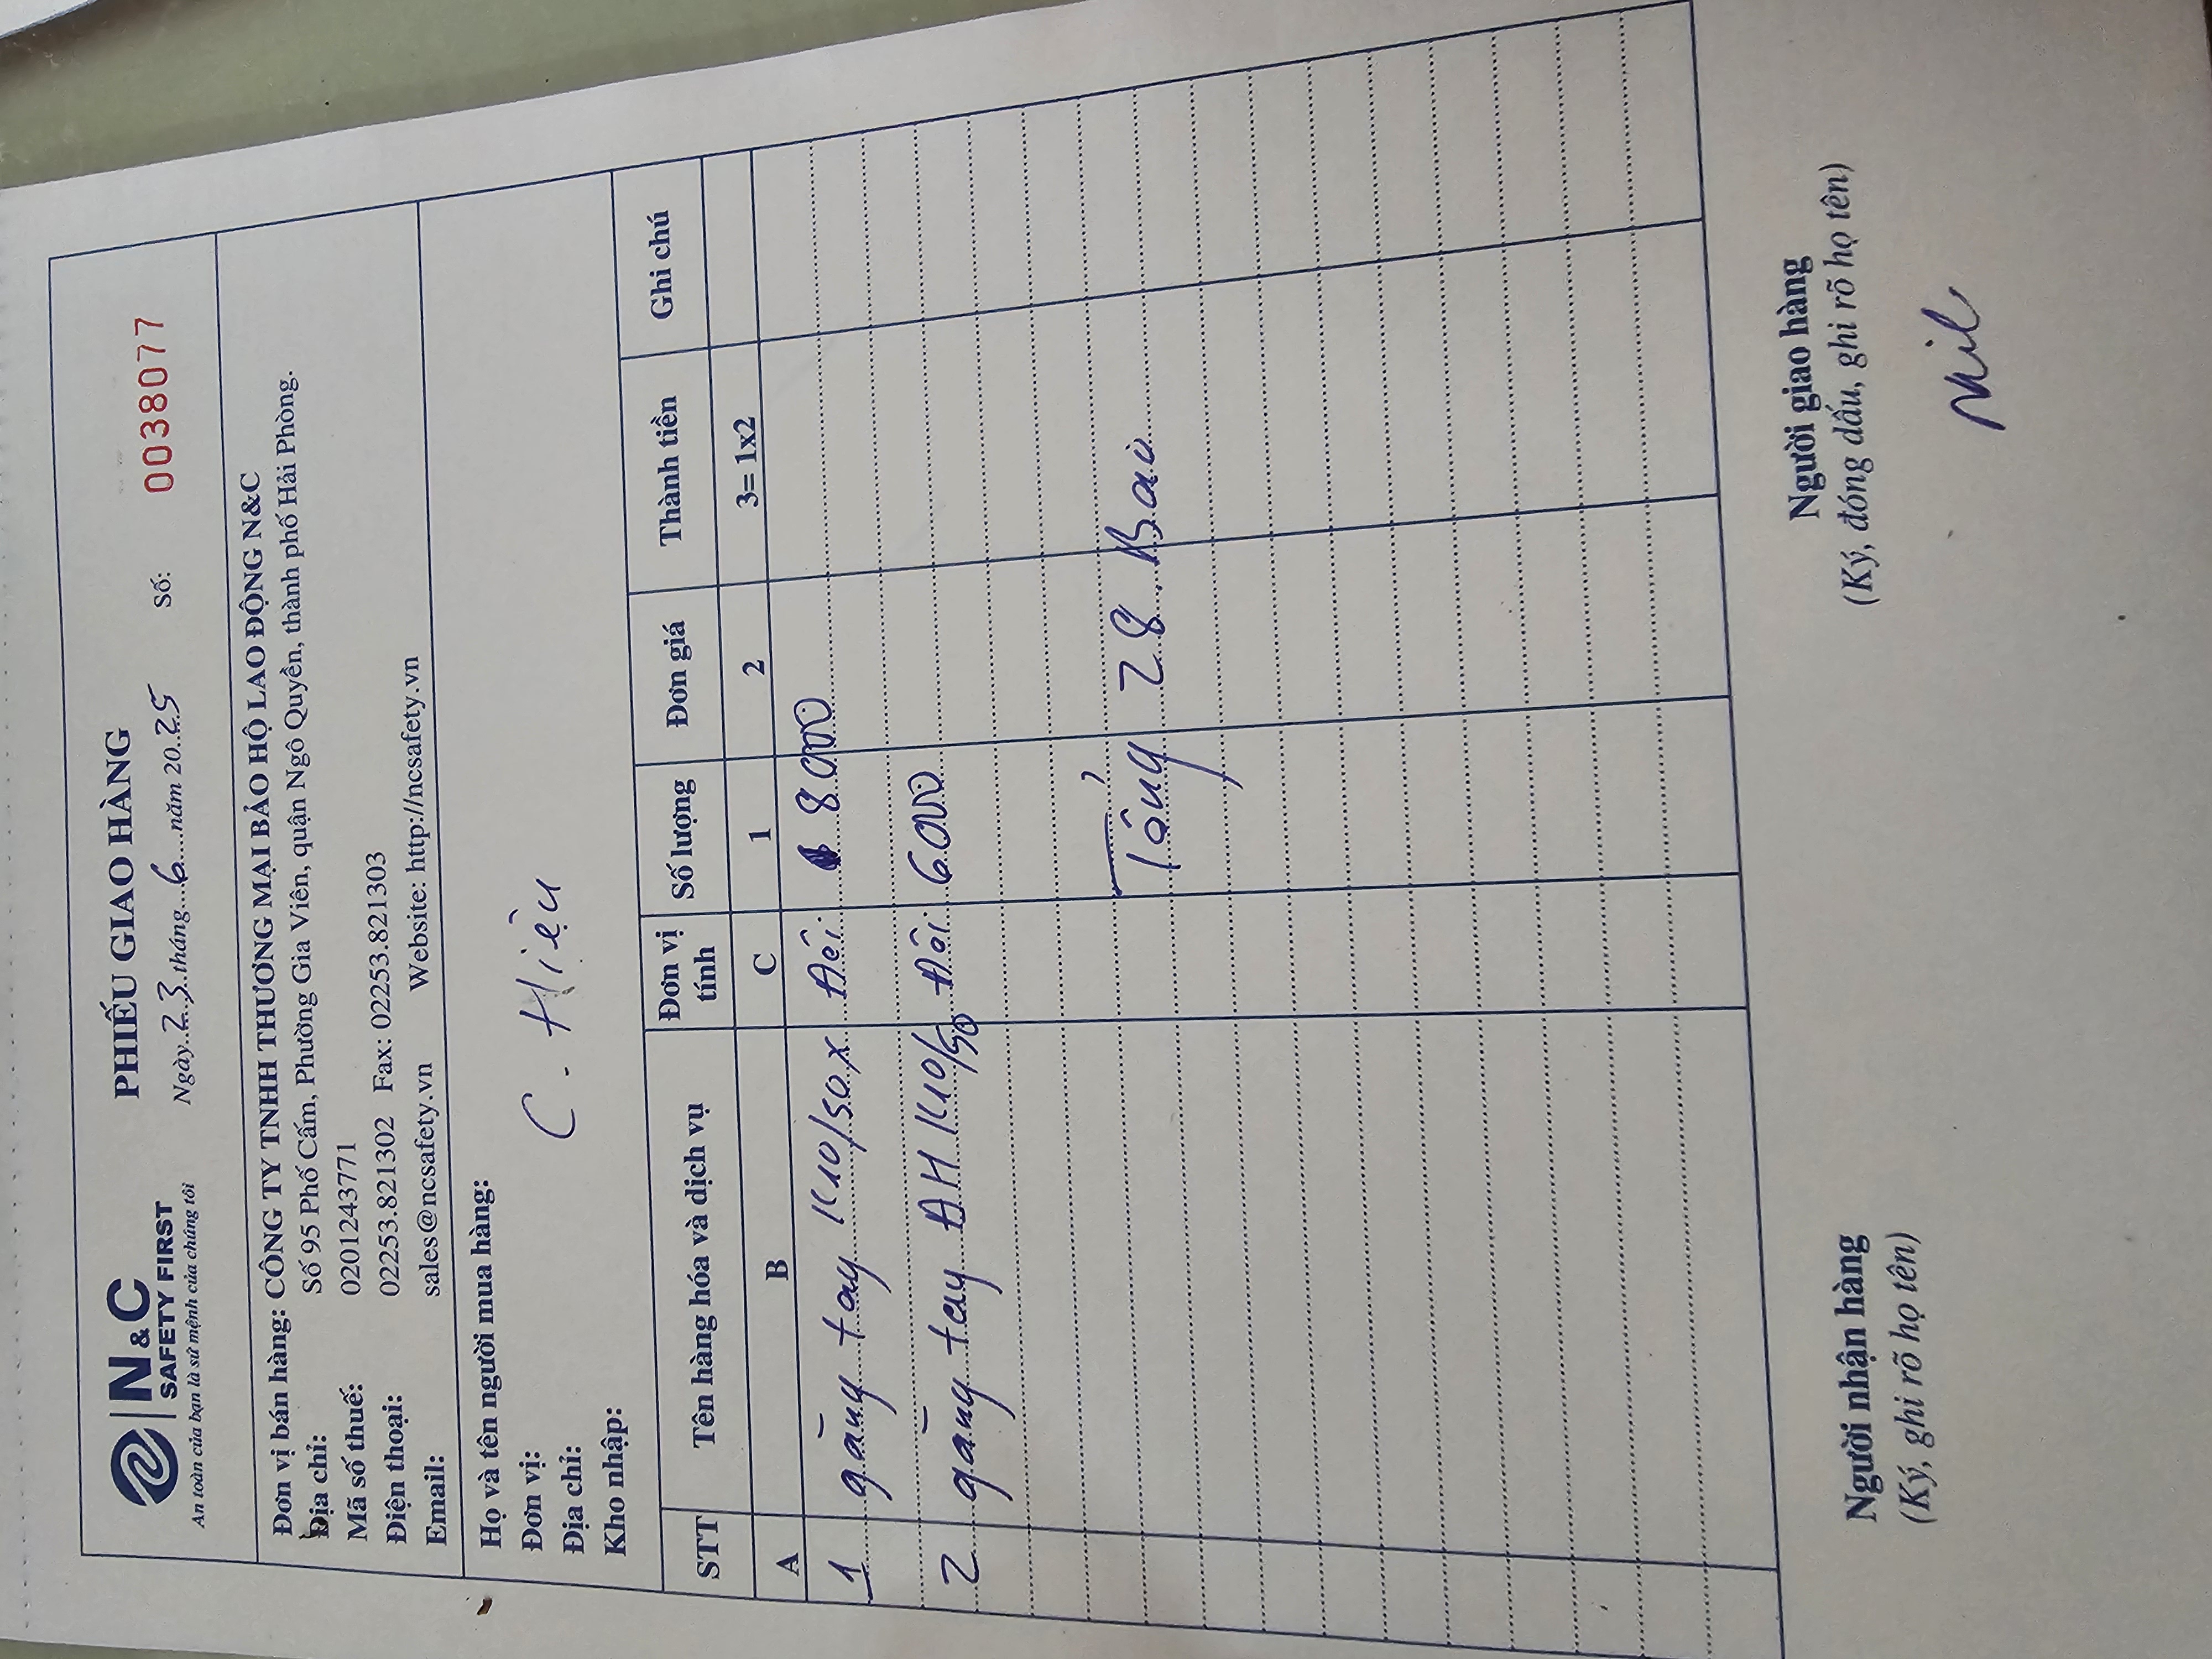 N&C
SAFETY FIRST
An toàn của bạn là sứ mệnh của chúng tôi
PHIẾU GIAO HÀNG
Ngày 23 tháng 6 năm 2025 Số: 0038077
Đơn vị bán hàng: CÔNG TY TNHH THƯƠNG MẠI BẢO HỘ LAO ĐỘNG N&C
Địa chỉ: Số 95 Phố Cấm, Phường Gia Viên, quận Ngô Quyền, thành phố Hải Phòng.
Mã số thuế: 0201243771
Điện thoại: 02253.821302 Fax: 02253.821303
Email: sales@ncsafety.vn Website: http://ncsafety.vn
Họ và tên người mua hàng:
Đơn vị: C. Hiệu
Địa chỉ:
Kho nhập:
STT Tên hàng hóa và dịch vụ Đơn vị tính Số lượng Đơn giá Thành tiền Ghi chú
A B C 1 2 3= 1x2
1 găng tay K10/50 x Đôi 8000
2 găng tay ĐH K10/50 Đôi 6000
Tổng 28 Bao
Người nhận hàng Người giao hàng
(Ký, ghi rõ họ tên) (Ký, đóng dấu, ghi rõ họ tên)